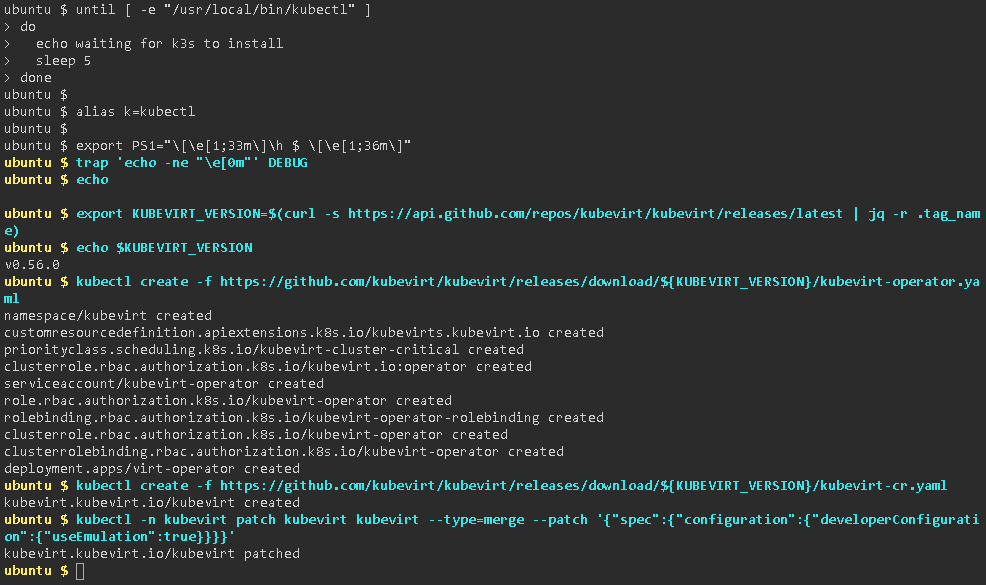 ubuntu $ until [ -e "/usr/local/bin/kubectl" ]
> do
>   echo waiting for k3s to install
>   sleep 5
> done
ubuntu $
ubuntu $ alias k=kubectl
ubuntu $
ubuntu $ export PS1="\[\e[1;33m\]\h $ \[\e[1;36m\]"
ubuntu $ trap 'echo -ne "\e[0m"' DEBUG
ubuntu $ echo

ubuntu $ export KUBEVIRT_VERSION=$(curl -s https://api.github.com/repos/kubevirt/kubevirt/releases/latest | jq -r .tag_nam
e)
ubuntu $ echo $KUBEVIRT_VERSION
v0.56.0
ubuntu $ kubectl create -f https://github.com/kubevirt/kubevirt/releases/download/${KUBEVIRT_VERSION}/kubevirt-operator.ya
ml
namespace/kubevirt created
customresourcedefinition.apiextensions.k8s.io/kubevirts.kubevirt.io created
priorityclass.scheduling.k8s.io/kubevirt-cluster-critical created
clusterrole.rbac.authorization.k8s.io/kubevirt.io:operator created
serviceaccount/kubevirt-operator created
role.rbac.authorization.k8s.io/kubevirt-operator created
rolebinding.rbac.authorization.k8s.io/kubevirt-operator-rolebinding created
clusterrole.rbac.authorization.k8s.io/kubevirt-operator created
clusterrolebinding.rbac.authorization.k8s.io/kubevirt-operator created
deployment.apps/virt-operator created
ubuntu $ kubectl create -f https://github.com/kubevirt/kubevirt/releases/download/${KUBEVIRT_VERSION}/kubevirt-cr.yaml
kubevirt.kubevirt.io/kubevirt created
ubuntu $ kubectl -n kubevirt patch kubevirt kubevirt --type=merge --patch '{"spec":{"configuration":{"developerConfigurati
on":{"useEmulation":true}}}}'
kubevirt.kubevirt.io/kubevirt patched
ubuntu $